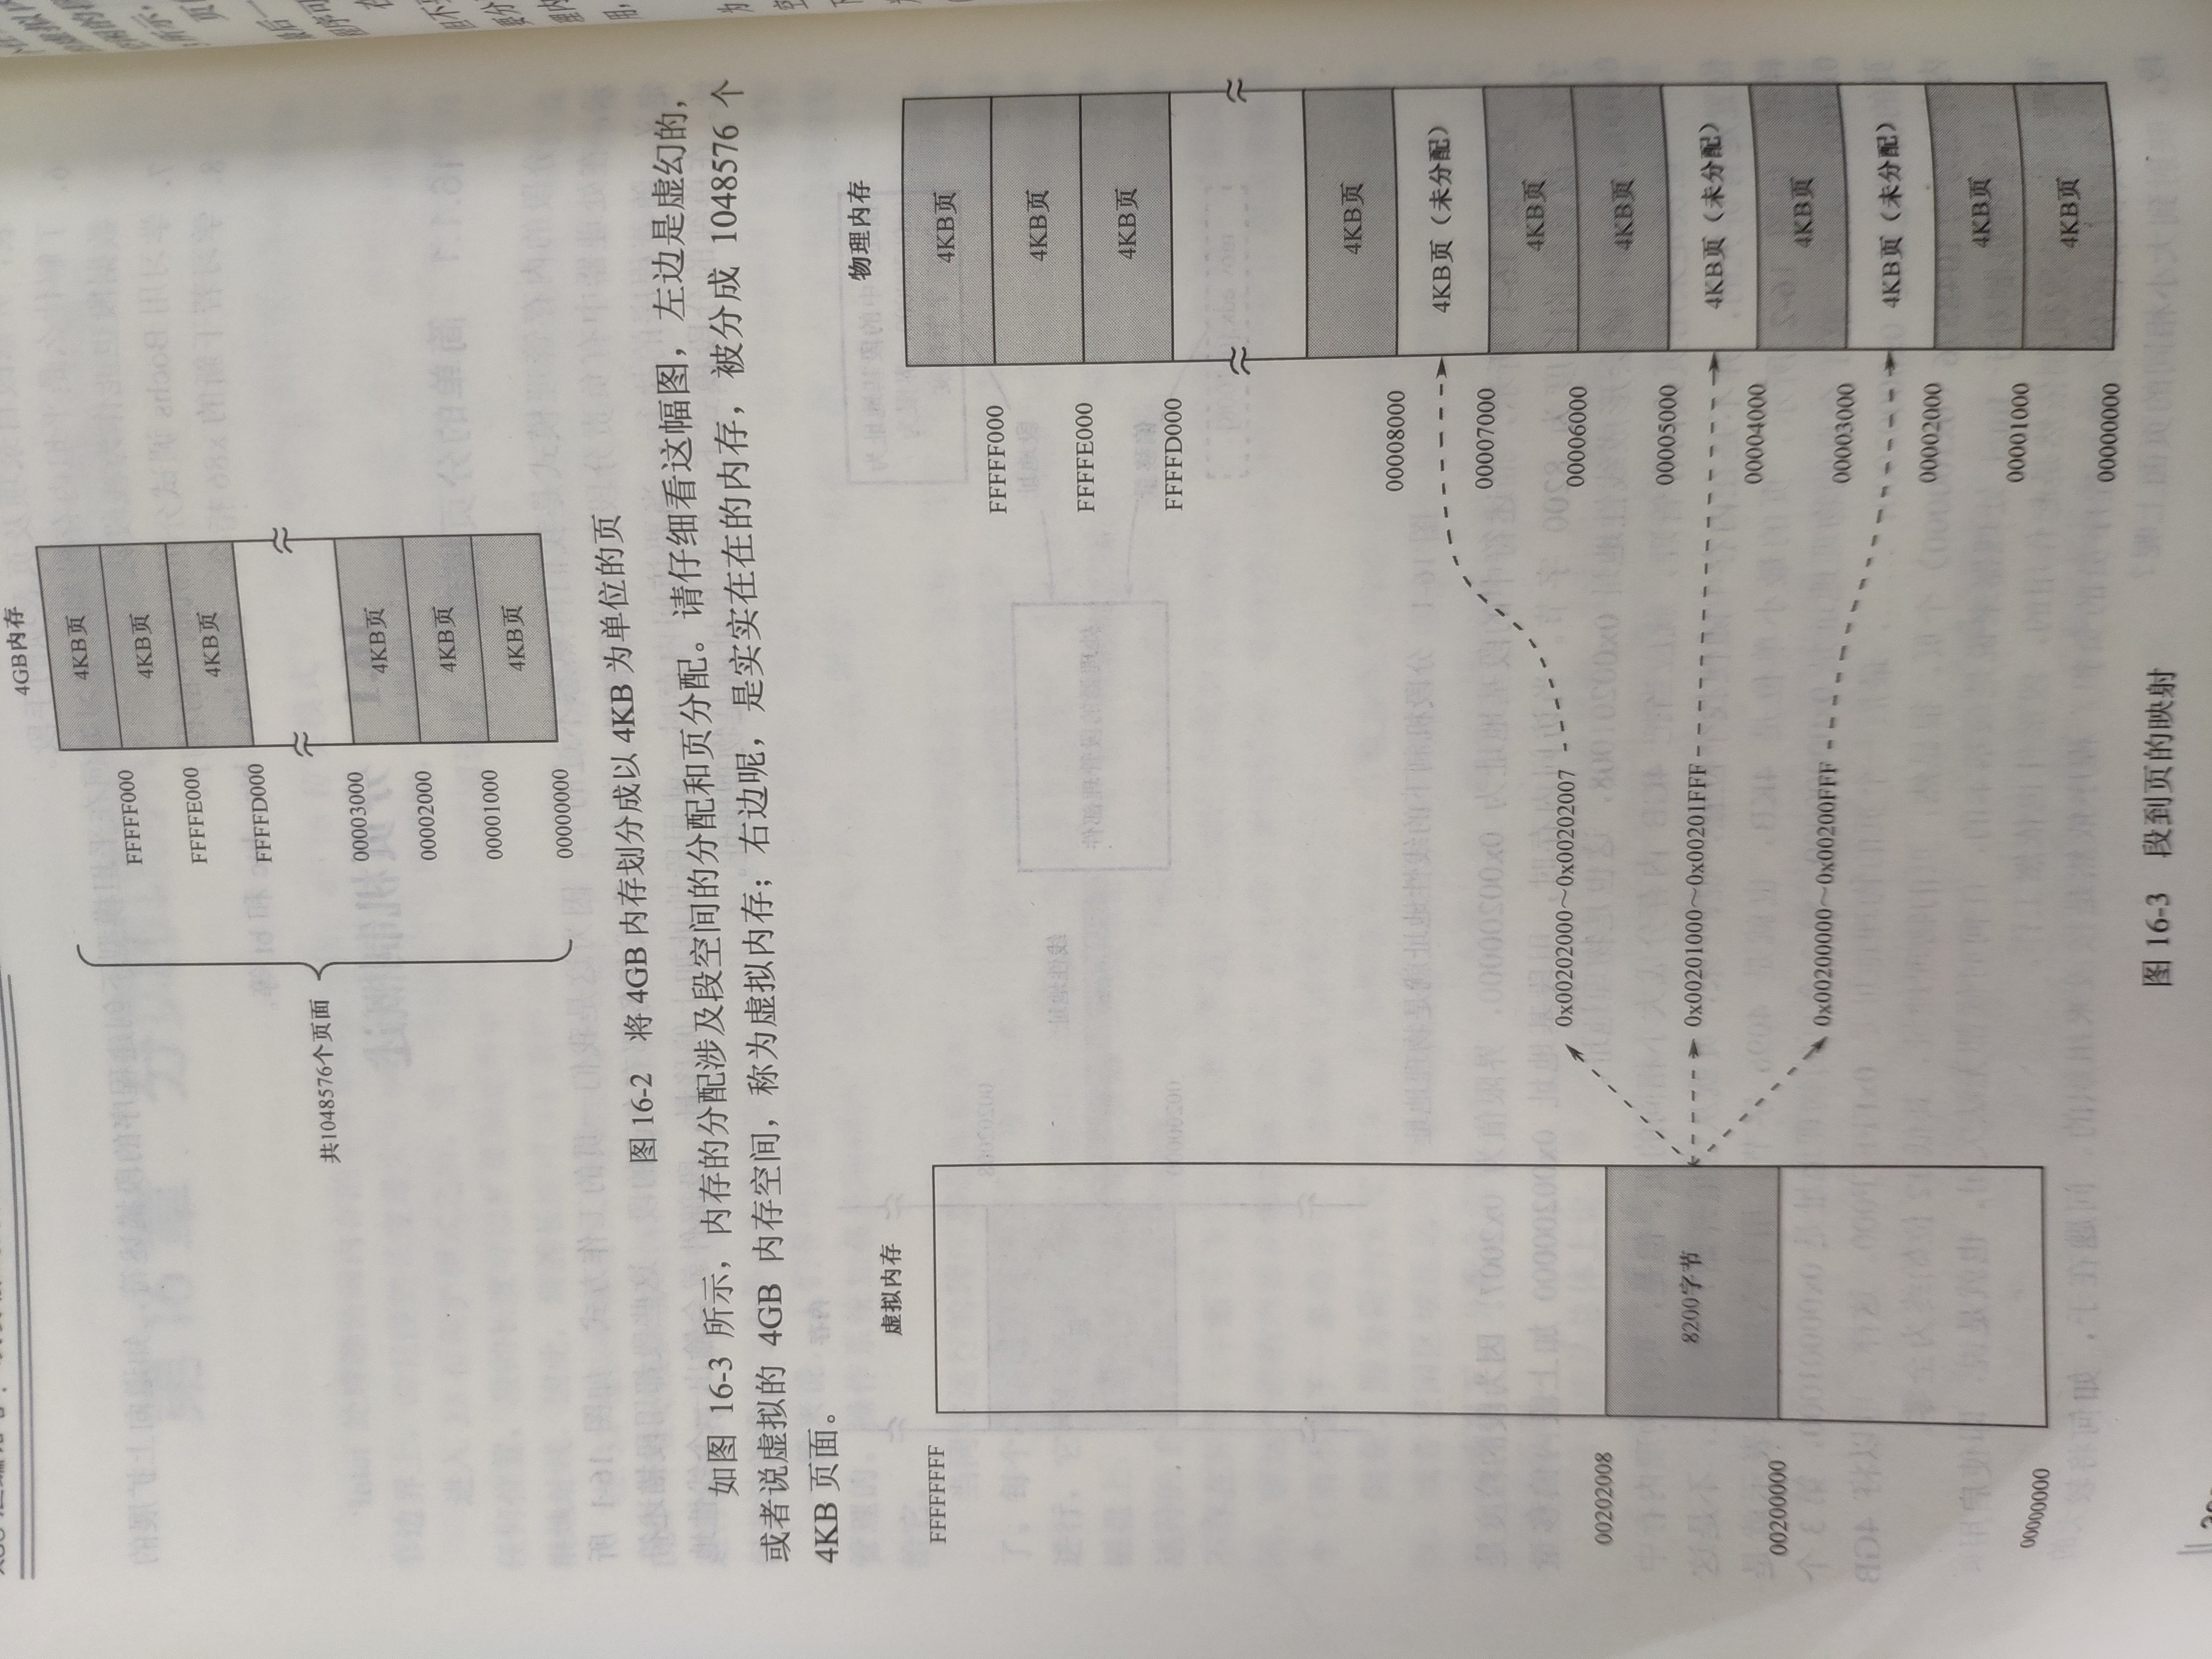 4GB内存
4KB页
FFFFF000
4KB页
FFFFE000
4KB页
FFFFD000
共1048576个页面
00003000
4KB页
00002000
4KB页
00001000
4KB页
00000000
图 16-2 将 4GB 内存划分成以 4KB 为单位的页
如图 16-3 所示，内存的分配涉及段空间的分配和页分配。请仔细看这幅图，左边是虚幻的，
或者说虚拟的 4GB 内存空间，称为虚拟内存；右边呢，是实实在在的内存，被分成 1048576 个
4KB 页面。
虚拟内存
FFFFFFFF
00202008
8200字节
00200000
00000000
0x00202000～0x00202007
0x00201000～0x00201FFF
0x00200000～0x00200FFF
物理内存
4KB页
FFFFF000
4KB页
FFFFE000
4KB页
FFFFD000
4KB页
00008000
4KB页（未分配）
00007000
4KB页
00006000
4KB页
00005000
4KB页（未分配）
00004000
4KB页
00003000
4KB页（未分配）
00002000
4KB页
00001000
4KB页
00000000
图 16-3 段到页的映射